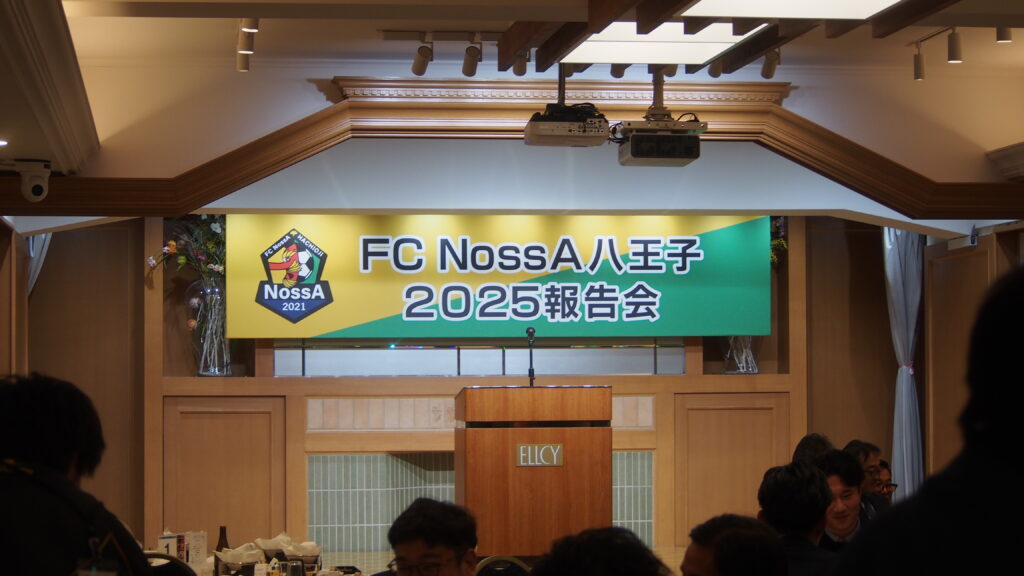 FC NossA HACHIOJI
NossA
2021
FC NossA八王子
2025報告会
ELLCY
1